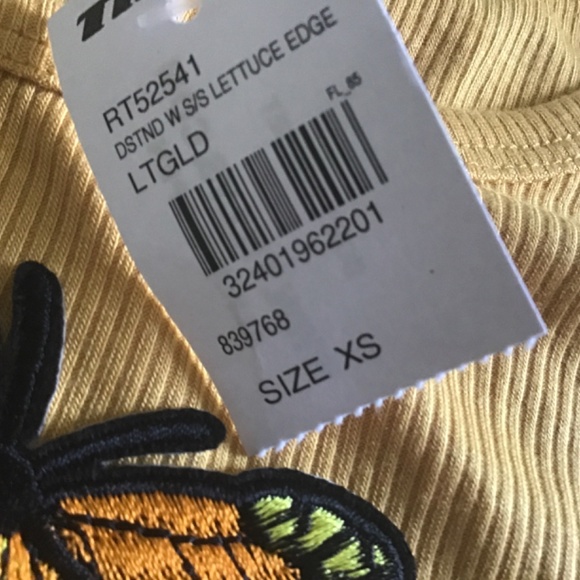 RT52541
DSTND W S/S LETTUCE EDGE
LTGLD
FL_85
32401962201
839768
SIZE XS